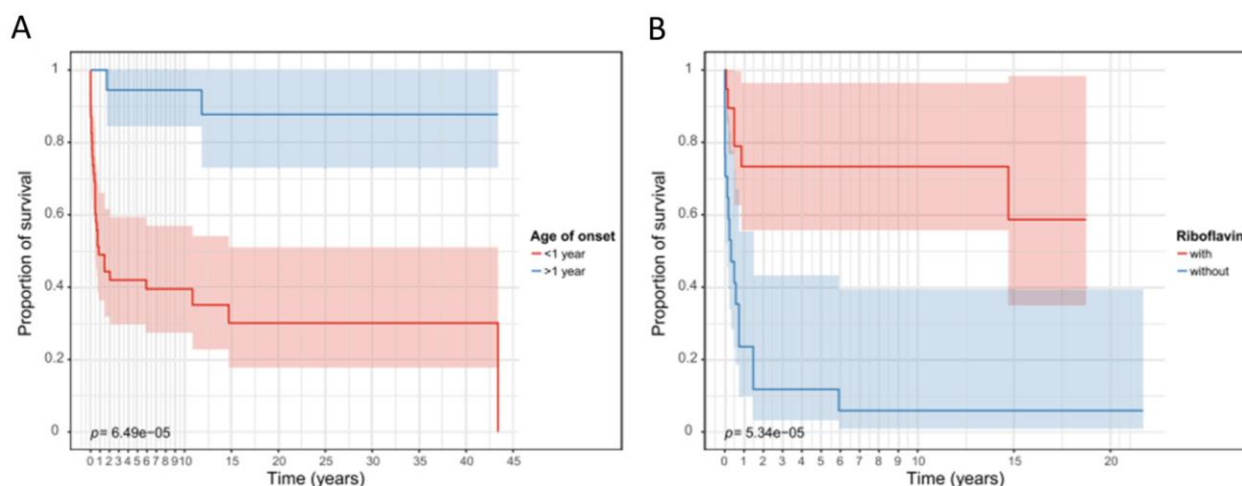 A
Proportion of survival
1
0.8
0.6
0.4
0.2
0
p= 6.49e−05
0 1 2 3 4 5 6 7 8 9 10 15 20 25 30 35 40 45
Time (years)
Age of onset
<1 year
>1 year
B
Proportion of survival
1
0.8
0.6
0.4
0.2
0
p= 5.34e−05
0 1 2 3 4 5 6 7 8 9 10 15 20
Time (years)
Riboflavin
with
without